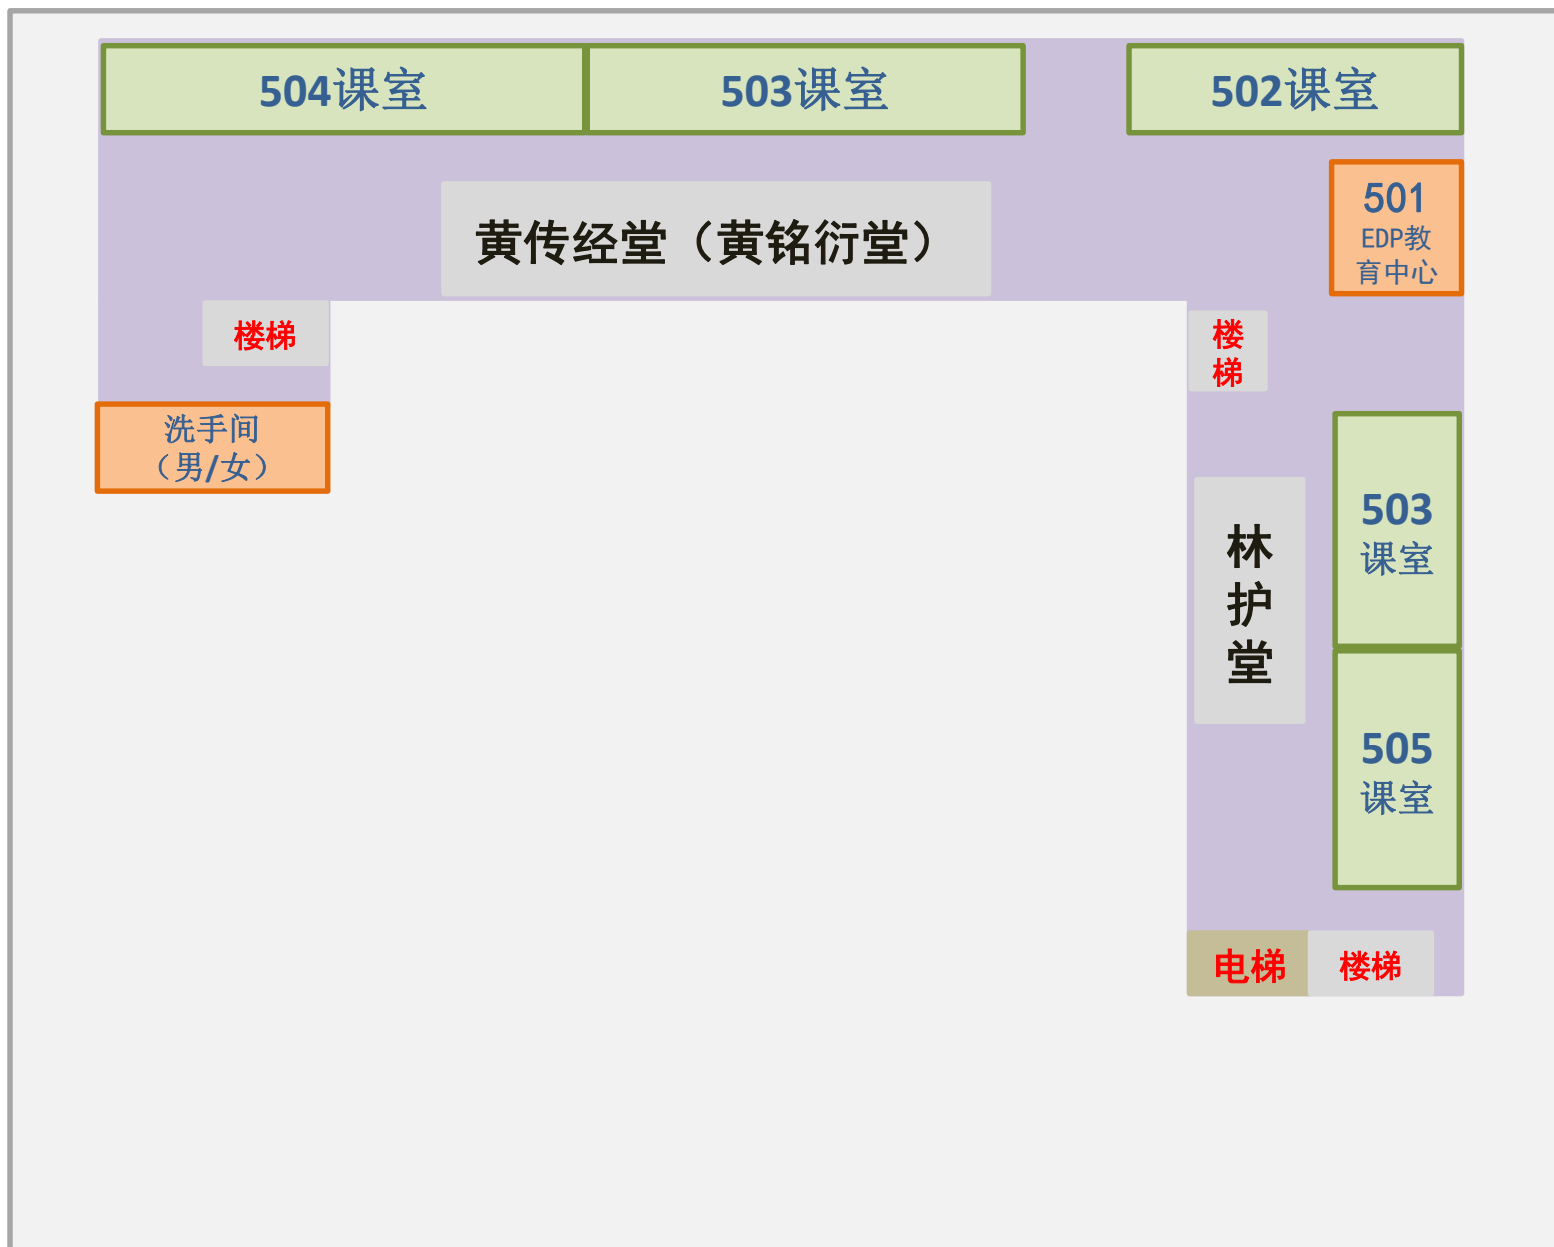 504课室
503课室
502课室
501
EDP教
育中心
黄传经堂（黄铭衍堂）
楼梯
楼
梯
洗手间
（男/女）
503
课室
林
护
堂
505
课室
电梯
楼梯